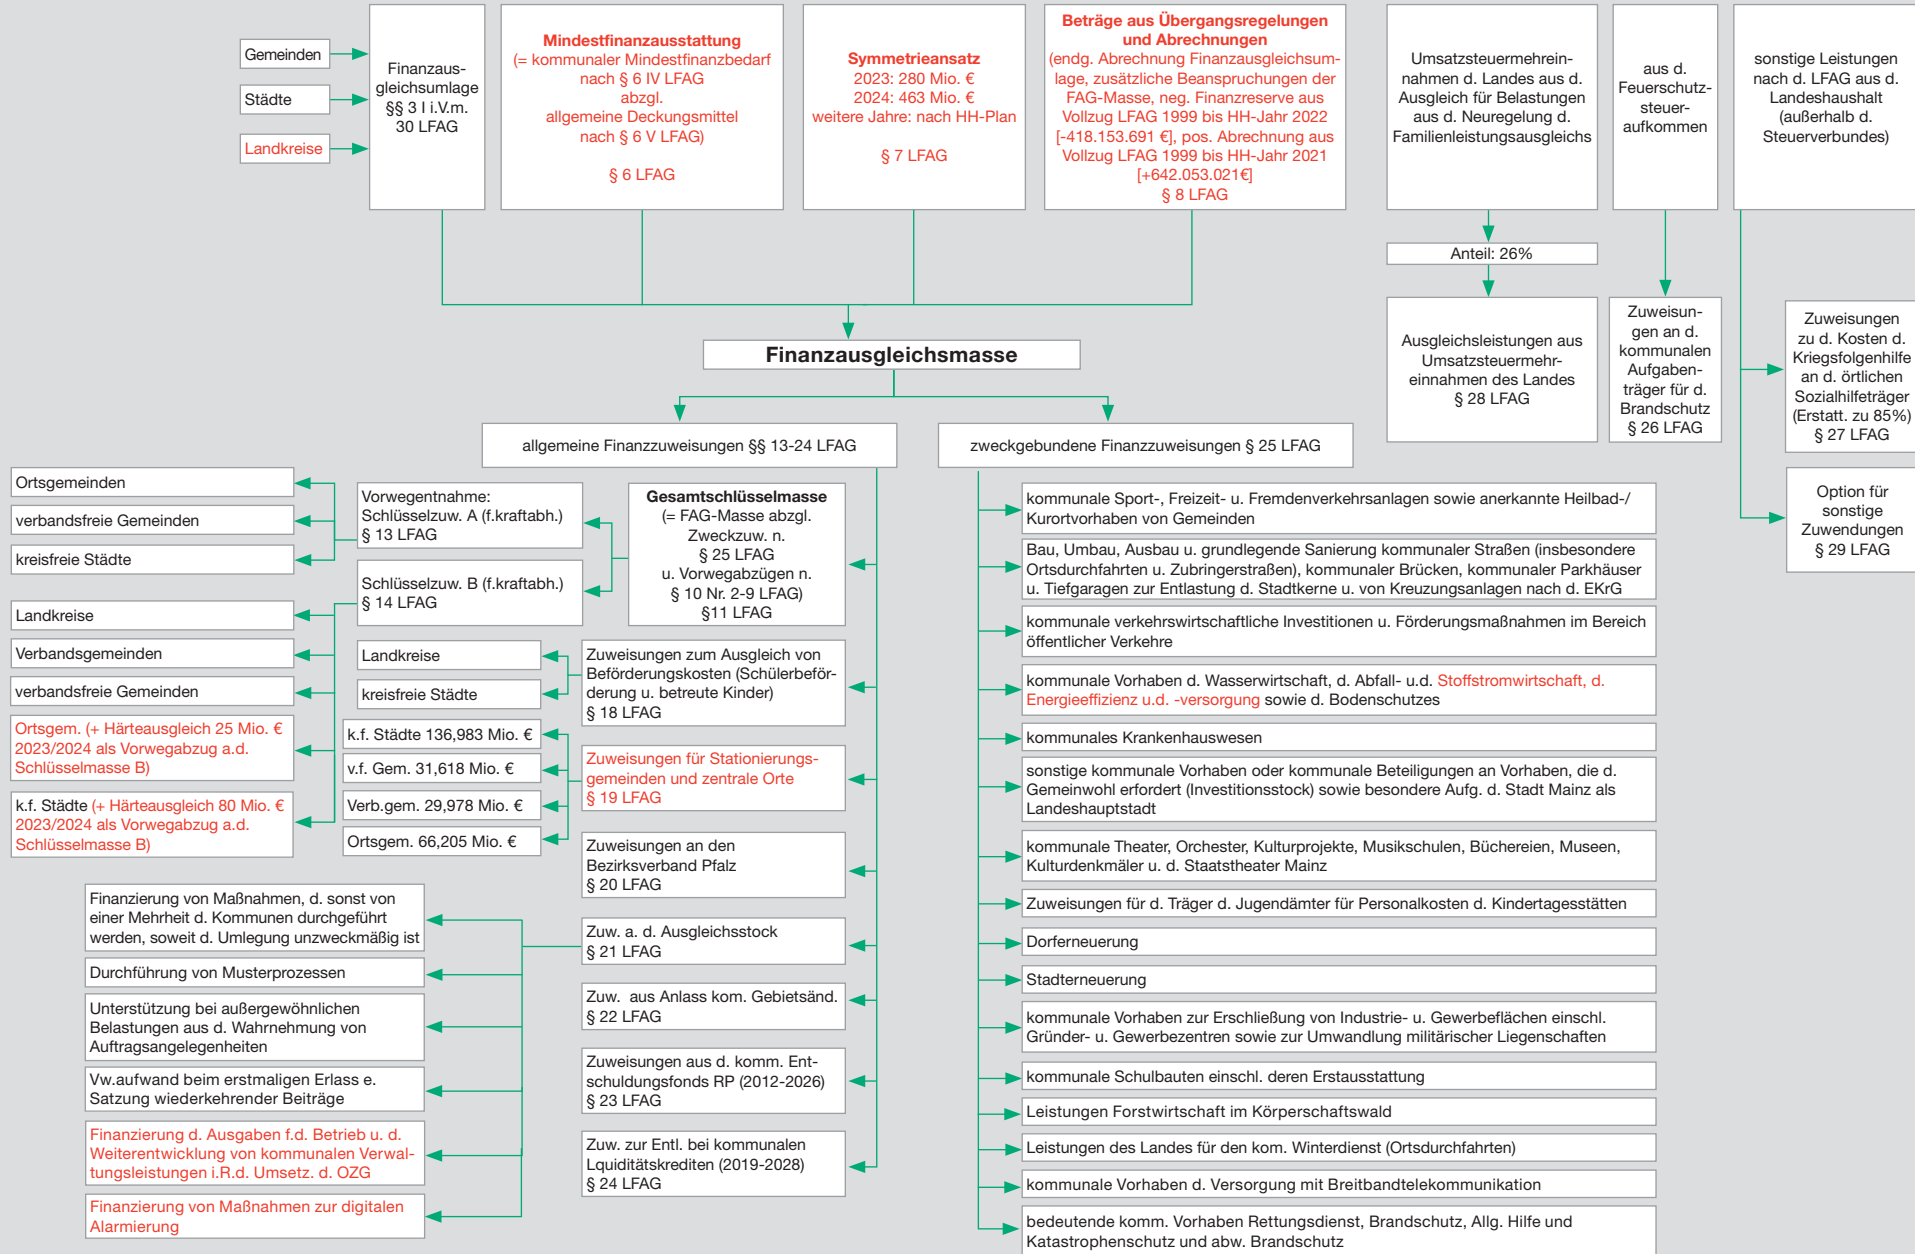 Gemeinden
Städte
Landkreise
Finanzaus-
gleichsumlage
§§ 3 I i.V.m.
30 LFAG
Mindestfinanzausstattung
(= kommunaler Mindestfinanzbedarf
nach § 6 IV LFAG
abzgl.
allgemeine Deckungsmittel
nach § 6 V LFAG)
§ 6 LFAG
Symmetrieansatz
2023: 280 Mio. €
2024: 463 Mio. €
weitere Jahre: nach HH-Plan
§ 7 LFAG
Beträge aus Übergangsregelungen
und Abrechnungen
(endg. Abrechnung Finanzausgleichsum-
lage, zusätzliche Beanspruchungen der
FAG-Masse, neg. Finanzreserve aus
Vollzug LFAG 1999 bis HH-Jahr 2022
[-418.153.691 €], pos. Abrechnung aus
Vollzug LFAG 1999 bis HH-Jahr 2021
[+642.053.021€]
§ 8 LFAG
Umsatzsteuermehrein-
nahmen d. Landes aus d.
Ausgleich für Belastungen
aus d. Neuregelung d.
Familienleistungsausgleichs
aus d.
Feuerschutz-
steuer-
aufkommen
sonstige Leistungen
nach d. LFAG aus d.
Landeshaushalt
(außerhalb d.
Steuerverbundes)
Anteil: 26%
Ausgleichsleistungen aus
Umsatzsteuermehr-
einnahmen des Landes
§ 28 LFAG
Zuweisun-
gen an d.
kommunalen
Aufgaben-
träger für d.
Brandschutz
§ 26 LFAG
Zuweisungen
zu d. Kosten d.
Kriegsfolgenhilfe
an d. örtlichen
Sozialhilfeträger
(Erstatt. zu 85%)
§ 27 LFAG
Option für
sonstige
Zuwendungen
§ 29 LFAG
Finanzausgleichsmasse
allgemeine Finanzzuweisungen §§ 13-24 LFAG
zweckgebundene Finanzzuweisungen § 25 LFAG
Ortsgemeinden
verbandsfreie Gemeinden
kreisfreie Städte
Vorwegentnahme:
Schlüsselzuw. A (f.kraftabh.)
§ 13 LFAG
Schlüsselzuw. B (f.kraftabh.)
§ 14 LFAG
Gesamtschlüsselmasse
(= FAG-Masse abzgl.
Zweckzuw. n.
§ 25 LFAG
u. Vorwegabzügen n.
§ 10 Nr. 2-9 LFAG)
§11 LFAG
Landkreise
Verbandsgemeinden
verbandsfreie Gemeinden
Ortsgem. (+ Härteausgleich 25 Mio. €
2023/2024 als Vorwegabzug a.d.
Schlüsselmasse B)
k.f. Städte (+ Härteausgleich 80 Mio. €
2023/2024 als Vorwegabzug a.d.
Schlüsselmasse B)
Landkreise
kreisfreie Städte
Zuweisungen zum Ausgleich von
Beförderungskosten (Schülerbeför-
derung u. betreute Kinder)
§ 18 LFAG
k.f. Städte 136,983 Mio. €
v.f. Gem. 31,618 Mio. €
Verb.gem. 29,978 Mio. €
Ortsgem. 66,205 Mio. €
Zuweisungen für Stationierungs-
gemeinden und zentrale Orte
§ 19 LFAG
Zuweisungen an den
Bezirksverband Pfalz
§ 20 LFAG
Zuw. a. d. Ausgleichsstock
§ 21 LFAG
Zuw.  aus Anlass kom. Gebietsänd.
§ 22 LFAG
Zuweisungen aus d. komm. Ent-
schuldungsfonds RP (2012-2026)
§ 23 LFAG
Zuw. zur Entl. bei kommunalen
Lquiditätskrediten (2019-2028)
§ 24 LFAG
Finanzierung von Maßnahmen, d. sonst von
einer Mehrheit d. Kommunen durchgeführt
werden, soweit d. Umlegung unzweckmäßig ist
Durchführung von Musterprozessen
Unterstützung bei außergewöhnlichen
Belastungen aus d. Wahrnehmung von
Auftragsangelegenheiten
Vw.aufwand beim erstmaligen Erlass e.
Satzung wiederkehrender Beiträge
Finanzierung d. Ausgaben f.d. Betrieb u. d.
Weiterentwicklung von kommunalen Verwal-
tungsleistungen i.R.d. Umsetz. d. OZG
Finanzierung von Maßnahmen zur digitalen
Alarmierung
kommunale Sport-, Freizeit- u. Fremdenverkehrsanlagen sowie anerkannte Heilbad-/
Kurortvorhaben von Gemeinden
Bau, Umbau, Ausbau u. grundlegende Sanierung kommunaler Straßen (insbesondere
Ortsdurchfahrten u. Zubringerstraßen), kommunaler Brücken, kommunaler Parkhäuser
u. Tiefgaragen zur Entlastung d. Stadtkerne u. von Kreuzungsanlagen nach d. EKrG
kommunale verkehrswirtschaftliche Investitionen u. Förderungsmaßnahmen im Bereich
öffentlicher Verkehre
kommunale Vorhaben d. Wasserwirtschaft, d. Abfall- u.d. Stoffstromwirtschaft, d.
Energieeffizienz u.d. -versorgung sowie d. Bodenschutzes
kommunales Krankenhauswesen
sonstige kommunale Vorhaben oder kommunale Beteiligungen an Vorhaben, die d.
Gemeinwohl erfordert (Investitionsstock) sowie besondere Aufg. d. Stadt Mainz als
Landeshauptstadt
kommunale Theater, Orchester, Kulturprojekte, Musikschulen, Büchereien, Museen,
Kulturdenkmäler u. d. Staatstheater Mainz
Zuweisungen für d. Träger d. Jugendämter für Personalkosten d. Kindertagesstätten
Dorferneuerung
Stadterneuerung
kommunale Vorhaben zur Erschließung von Industrie- u. Gewerbeflächen einschl.
Gründer- u. Gewerbezentren sowie zur Umwandlung militärischer Liegenschaften
kommunale Schulbauten einschl. deren Erstausstattung
Leistungen Forstwirtschaft im Körperschaftswald
Leistungen des Landes für den kom. Winterdienst (Ortsdurchfahrten)
kommunale Vorhaben d. Versorgung mit Breitbandtelekommunikation
bedeutende komm. Vorhaben Rettungsdienst, Brandschutz, Allg. Hilfe und
Katastrophenschutz und abw. Brandschutz